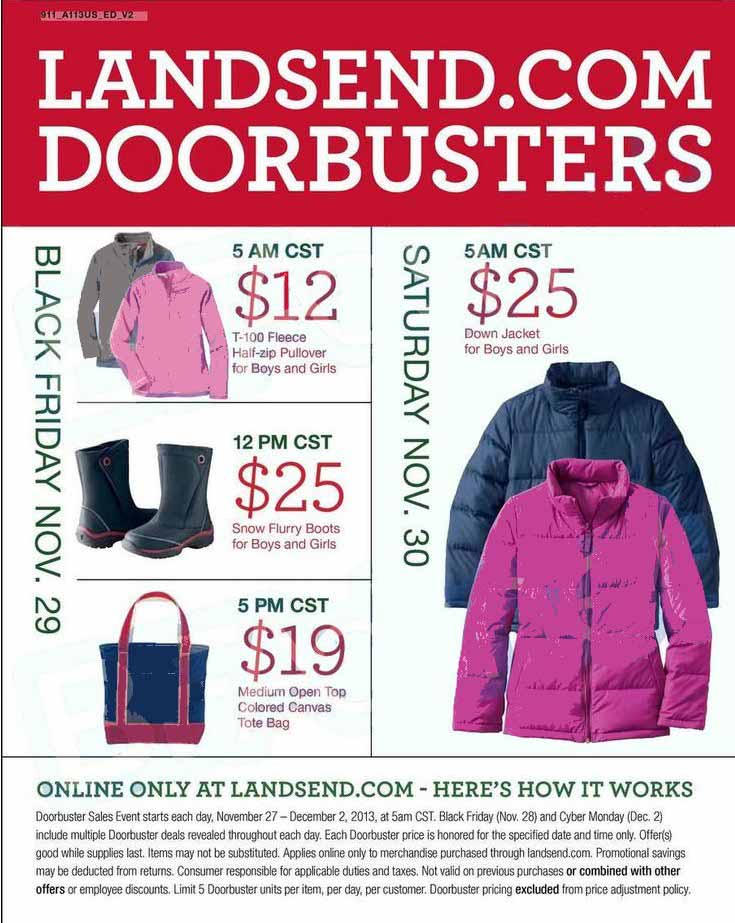 911_A113US_ED_V2
LANDSEND.COM
DOORBUSTERS
BLACK FRIDAY NOV. 29
5 AM CST
$12
T-100 Fleece
Half-zip Pullover
for Boys and Girls
12 PM CST
$25
Snow Flurry Boots
for Boys and Girls
5 PM CST
$19
Medium Open Top
Colored Canvas
Tote Bag
SATURDAY NOV. 30
5AM CST
$25
Down Jacket
for Boys and Girls
ONLINE ONLY AT LANDSEND.COM - HERE'S HOW IT WORKS
Doorbuster Sales Event starts each day, November 27 – December 2, 2013, at 5am CST. Black Friday (Nov. 28) and Cyber Monday (Dec. 2)
include multiple Doorbuster deals revealed throughout each day. Each Doorbuster price is honored for the specified date and time only. Offer(s)
good while supplies last. Items may not be substituted. Applies online only to merchandise purchased through landsend.com. Promotional savings
may be deducted from returns. Consumer responsible for applicable duties and taxes. Not valid on previous purchases or combined with other
offers or employee discounts. Limit 5 Doorbuster units per item, per day, per customer. Doorbuster pricing excluded from price adjustment policy.